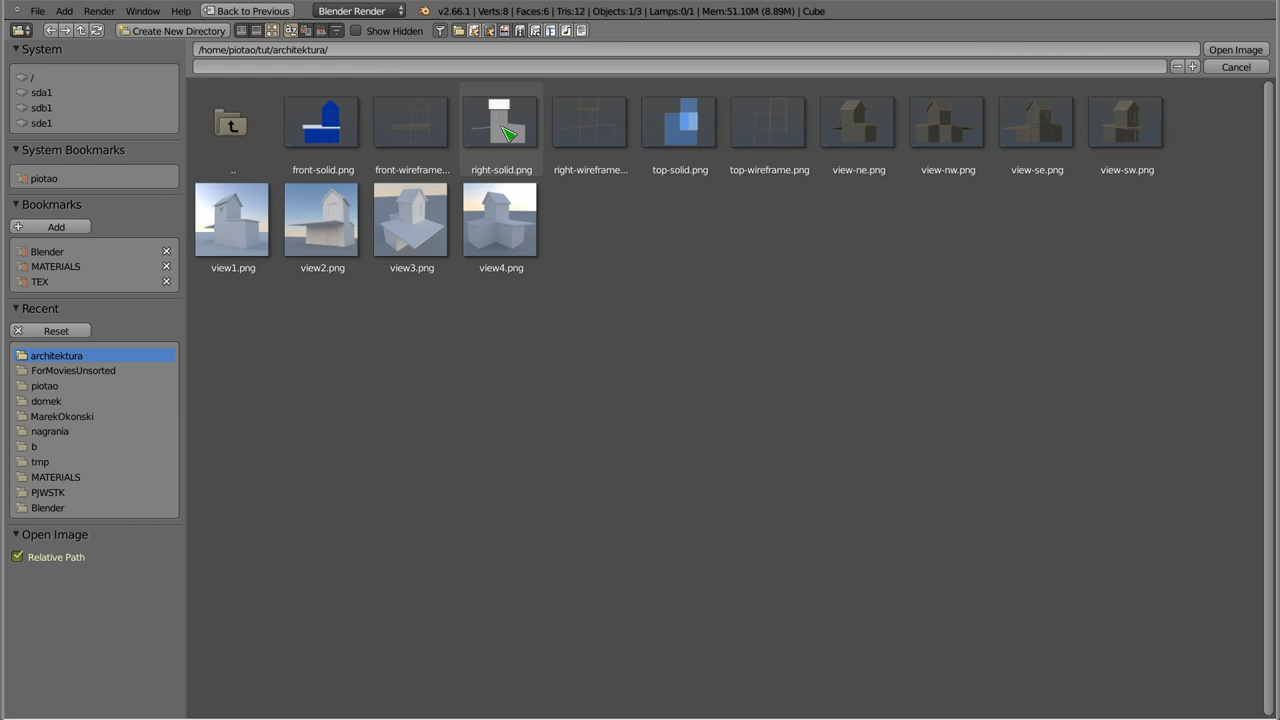 File Add Render Window Help Back to Previous Blender Render v2.66.1 | Verts:8 | Faces:6 | Tris:12 | Objects:1/3 | Lamps:0/1 | Mem:51.10M (8.89M) | Cube
Create New Directory Show Hidden
System
/
sda1
sdb1
sde1
System Bookmarks
piotao
Bookmarks
Add
Blender
MATERIALS
TEX
Recent
Reset
architektura
ForMoviesUnsorted
piotao
domek
MarekOkonski
nagrania
b
tmp
MATERIALS
PJWSTK
Blender
Open Image
Relative Path
/home/piotao/tut/architektura/ Open Image
Cancel
.. front-solid.png front-wireframe... right-solid.png right-wireframe... top-solid.png top-wireframe.png view-ne.png view-nw.png view-se.png view-sw.png
view1.png view2.png view3.png view4.png